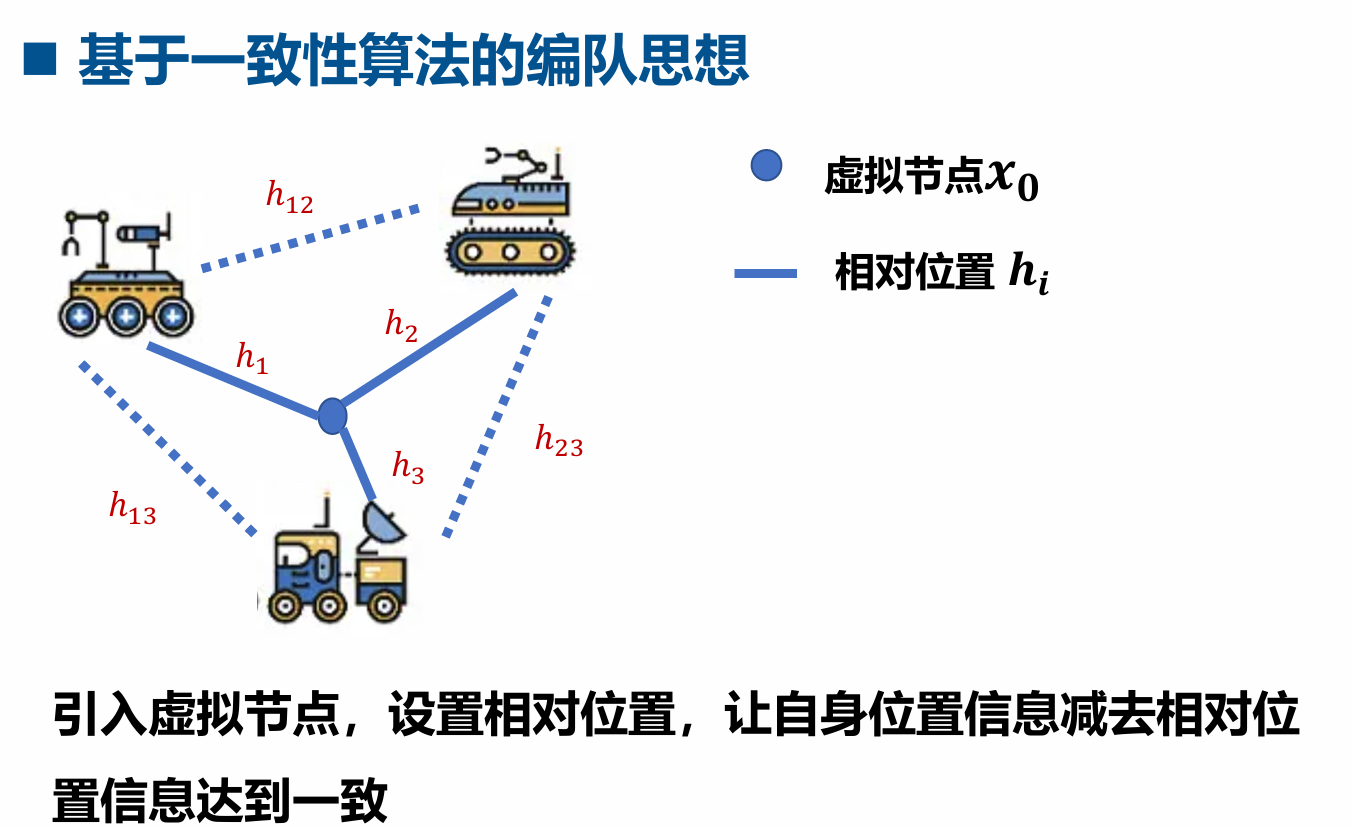 基于一致性算法的编队思想
虚拟节点x₀
h₁₂
相对位置 hᵢ
h₂
h₁
h₂₃
h₃
h₁₃
引入虚拟节点，设置相对位置，让自身位置信息减去相对位
置信息达到一致